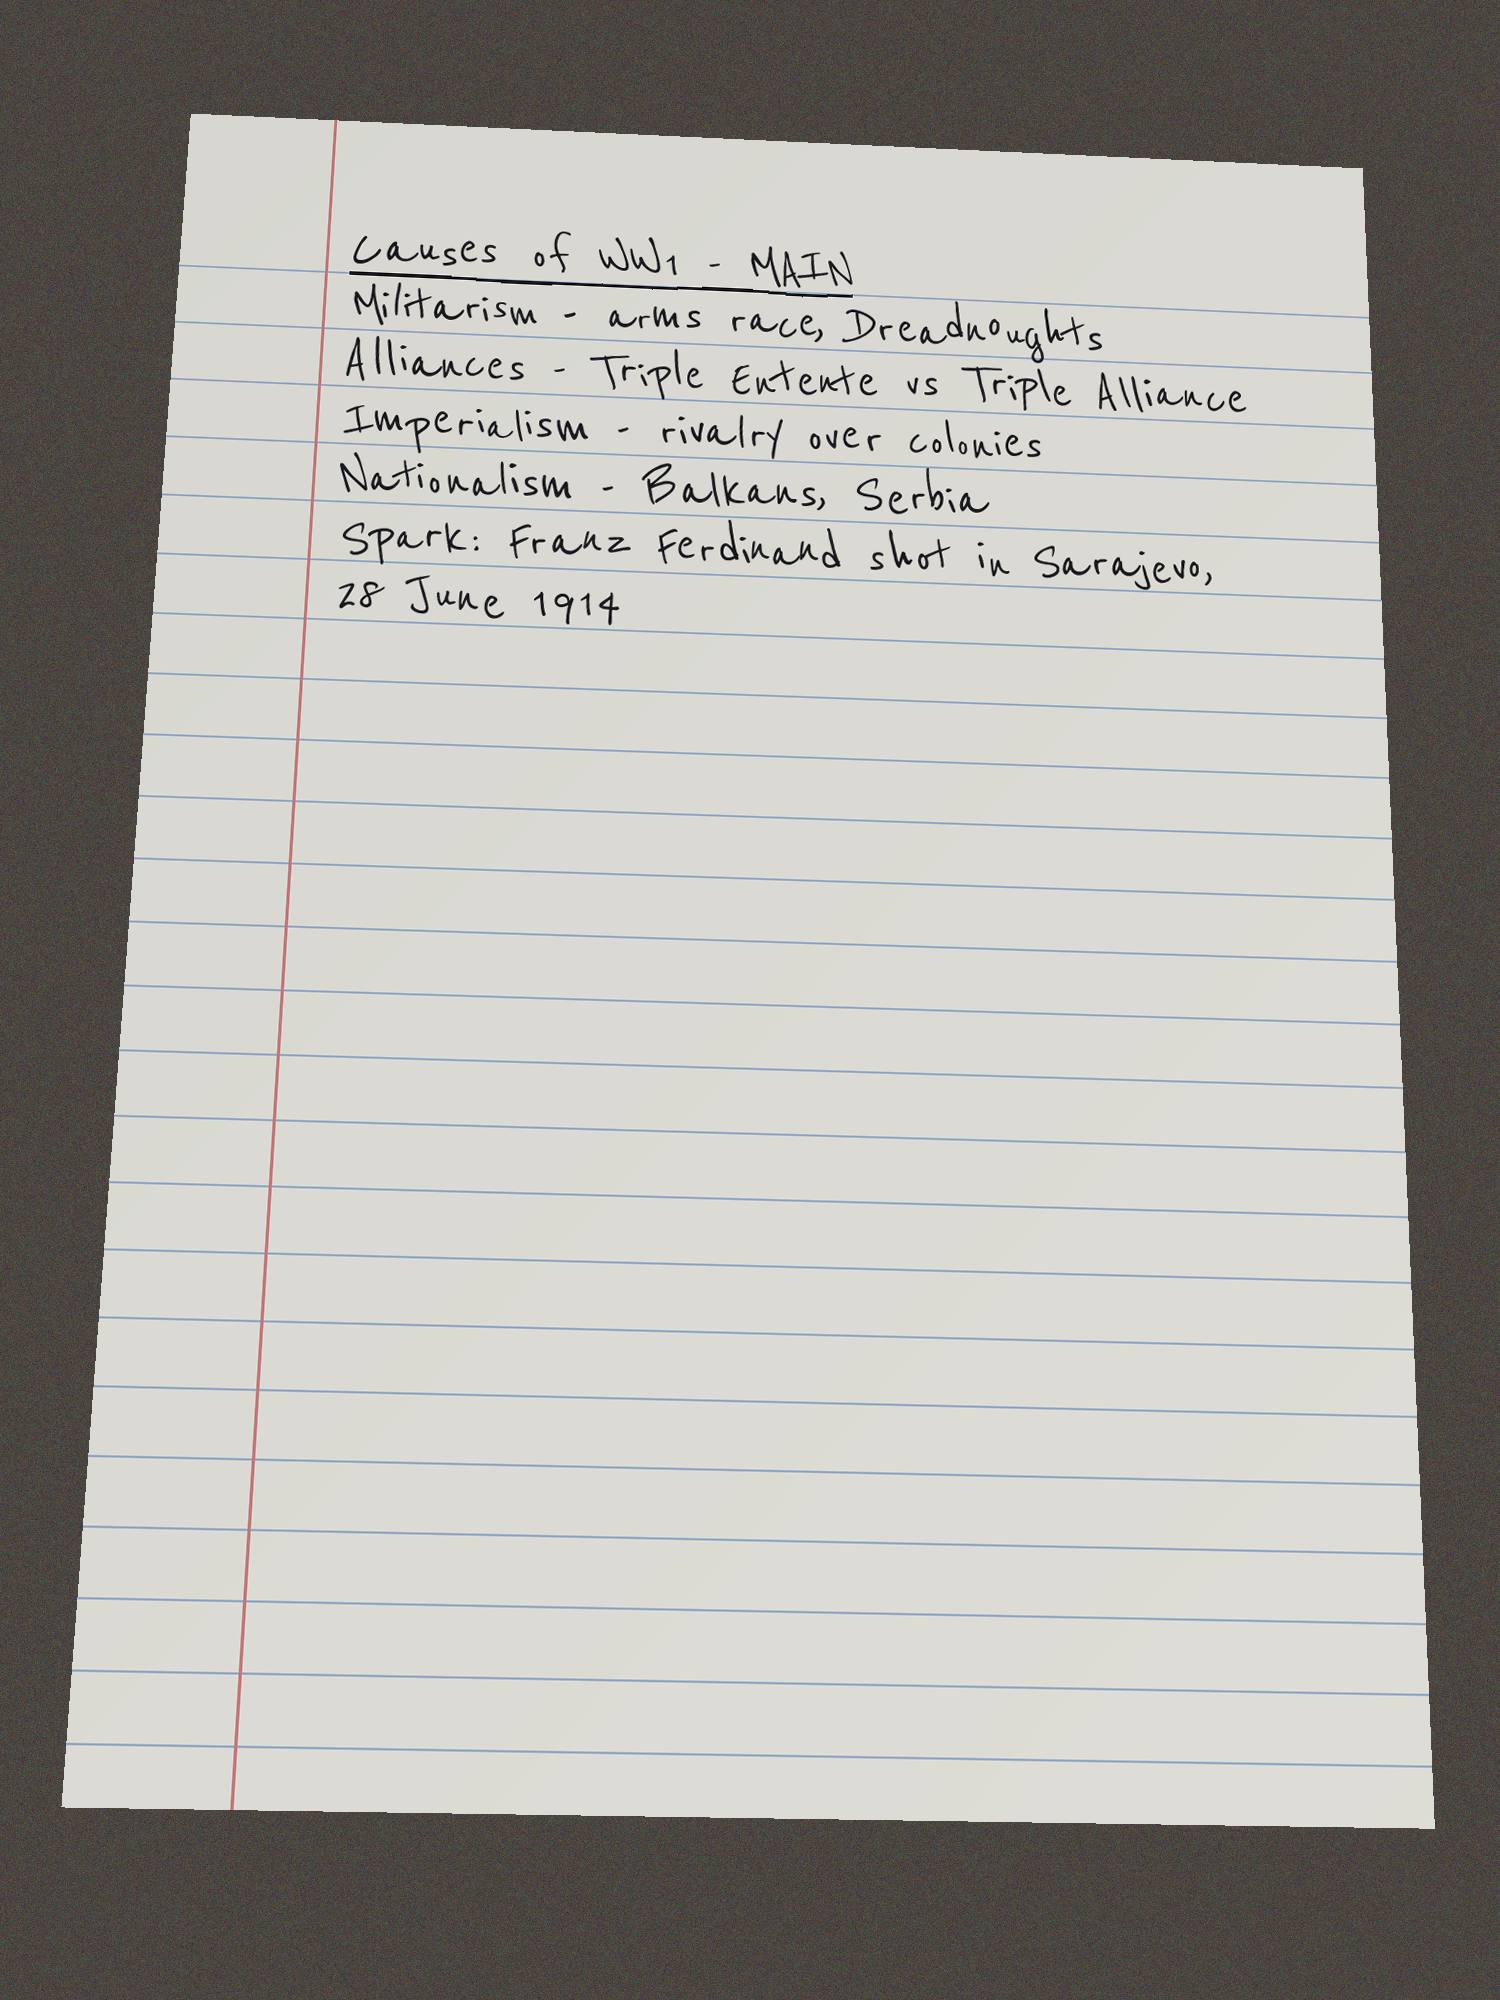 Causes of WW1 - MAIN
Militarism - arms race, Dreadnoughts
Alliances - Triple Entente vs Triple Alliance
Imperialism - rivalry over colonies
Nationalism - Balkans, Serbia
Spark: Franz Ferdinand shot in Sarajevo,
28 June 1914